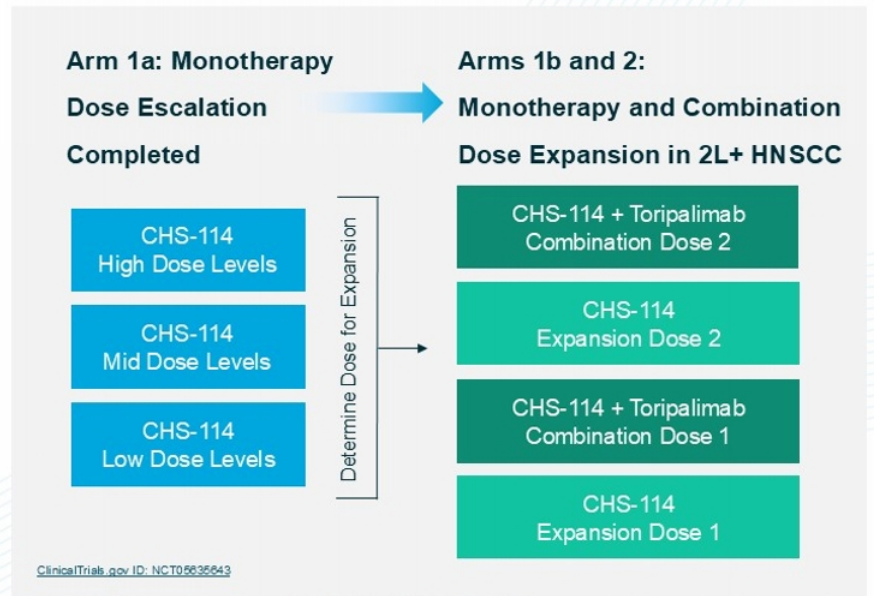 Arm 1a: Monotherapy
Dose Escalation
Completed
Arms 1b and 2:
Monotherapy and Combination
Dose Expansion in 2L+ HNSCC
CHS-114
High Dose Levels
CHS-114
Mid Dose Levels
CHS-114
Low Dose Levels
Determine Dose for Expansion
CHS-114 + Toripalimab
Combination Dose 2
CHS-114
Expansion Dose 2
CHS-114 + Toripalimab
Combination Dose 1
CHS-114
Expansion Dose 1
ClinicalTrials.gov ID: NCT05635643